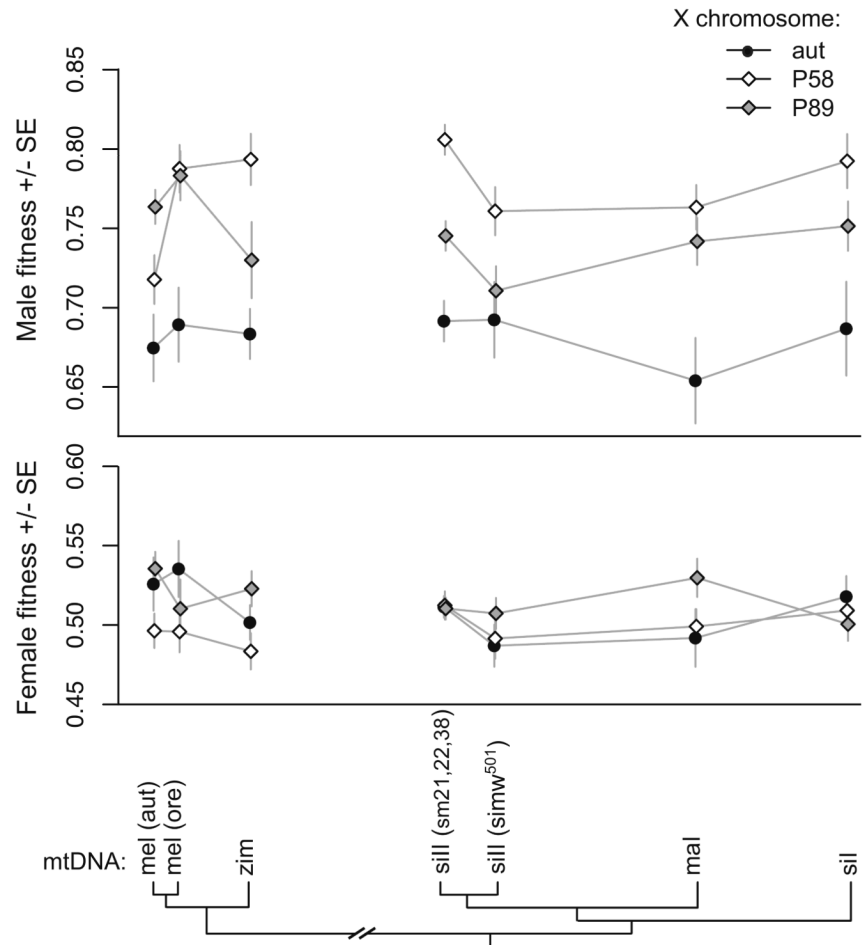 X chromosome:
aut
P58
P89
Male fitness +/- SE
0.85
0.80
0.75
0.70
0.65
Female fitness +/- SE
0.60
0.55
0.50
0.45
mtDNA:
mel (aut)
mel (ore)
zim
siII (sm21,22,38)
siII (simw⁵⁰¹)
maI
siI